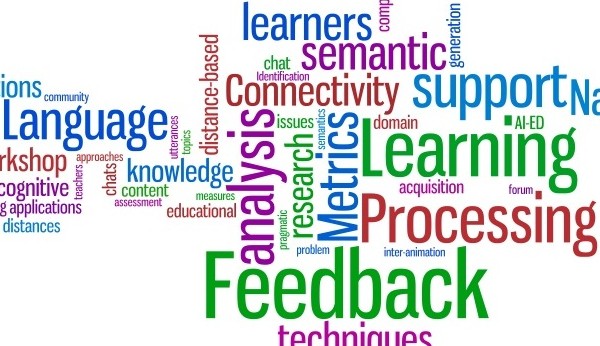 learners
comp
generation
semantic
chat
Identification
distance-based
Connectivity
support
Na
ions
community
Language
utterances
topics
analysis
issues
semantics
domain
AI-ED
Learning
rkshop
approaches
chats
teachers
knowledge
research
Metrics
cognitive
content
measures
acquisition
forum
g applications
assessment
educational
pragmatic
Processing
distances
problem
inter-animation
Feedback
techniques